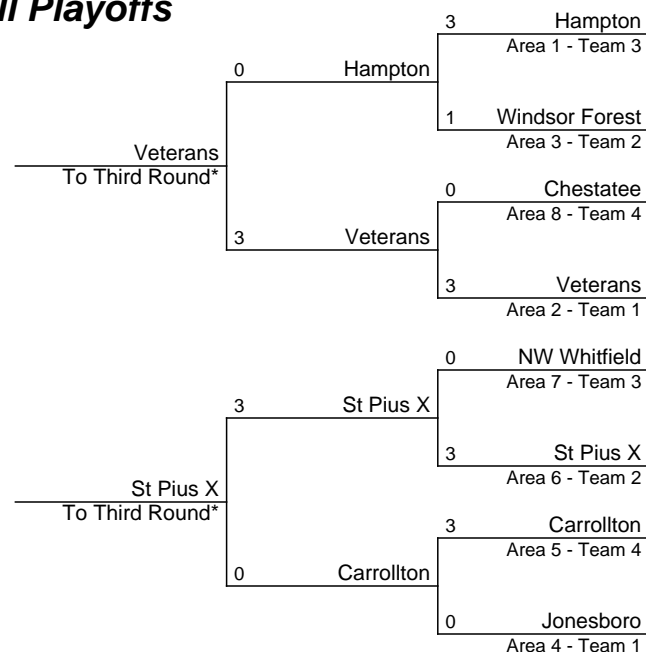 Playoffs
3 Hampton
Area 1 - Team 3
0 Hampton
1 Windsor Forest
Area 3 - Team 2
Veterans
To Third Round*
0 Chestatee
Area 8 - Team 4
3 Veterans
3 Veterans
Area 2 - Team 1
0 NW Whitfield
Area 7 - Team 3
3 St Pius X
3 St Pius X
Area 6 - Team 2
St Pius X
To Third Round*
3 Carrollton
Area 5 - Team 4
0 Carrollton
0 Jonesboro
Area 4 - Team 1